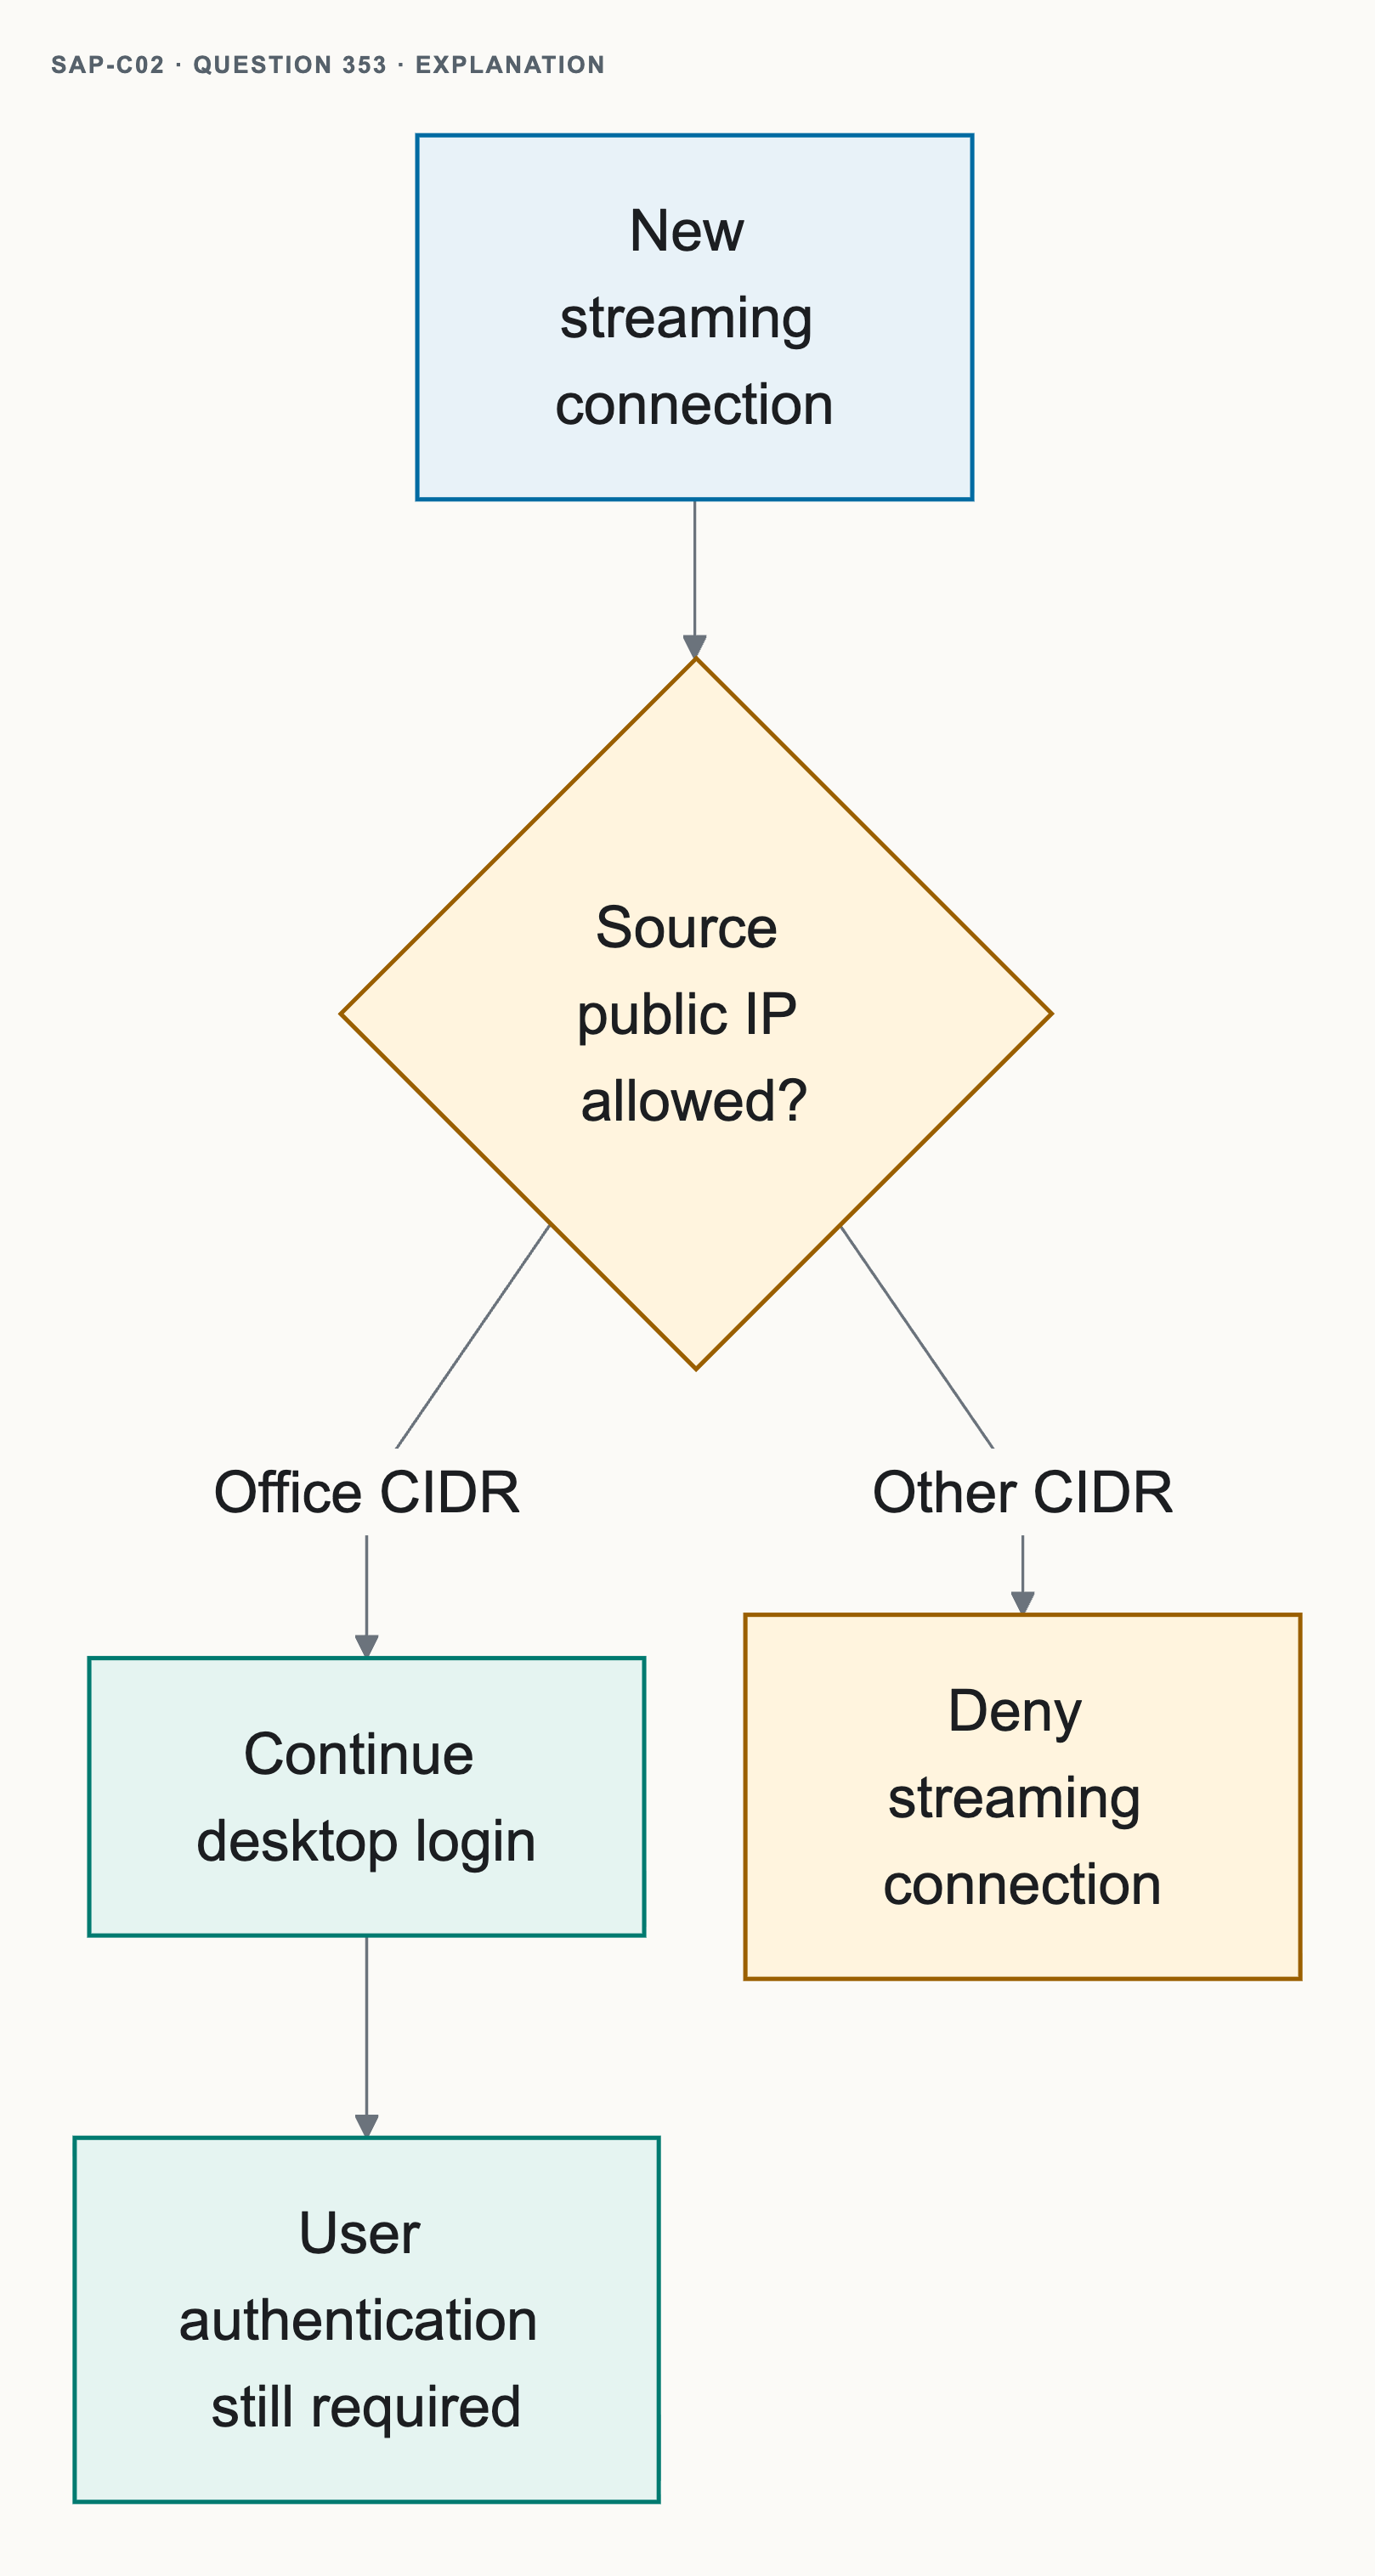 SAP-C02 · QUESTION 353 · EXPLANATION
New
streaming
connection
Source
public IP
allowed?
Office CIDR
Other CIDR
Continue
desktop login
Deny
streaming
connection
User
authentication
still required